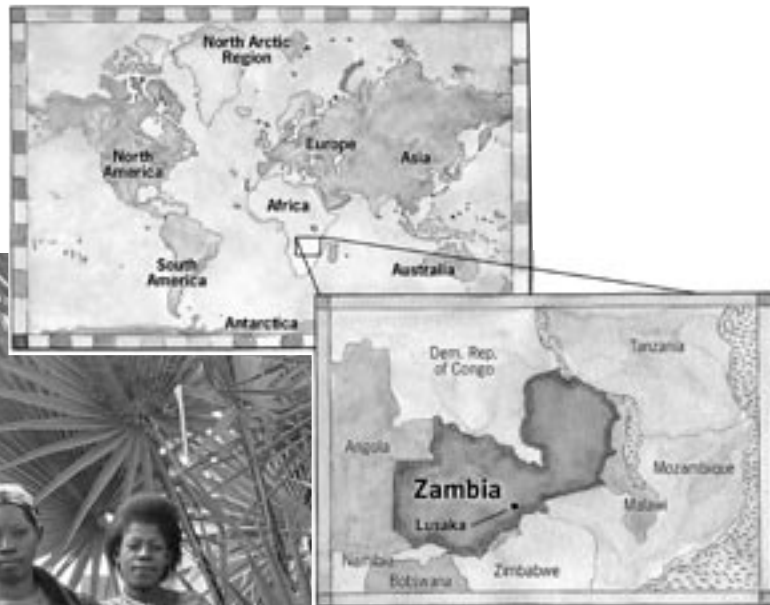 North Arctic
Region
North
America
Europe
Asia
Africa
South
America
Australia
Antarctica
Dem. Rep.
of Congo
Tanzania
Angola
Zambia
Lusaka
Mozambique
Malawi
Namibia
Botswana
Zimbabwe